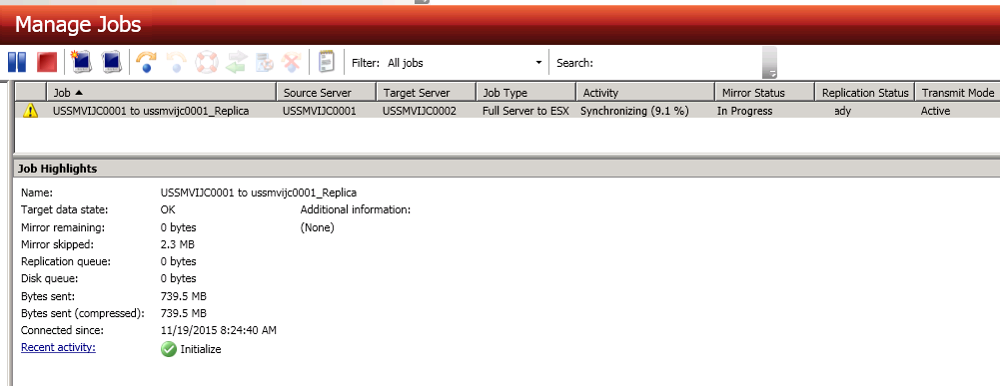 Manage Jobs
Filter: All jobs Search:
Job Source Server Target Server Job Type Activity Mirror Status Replication Status Transmit Mode
USSMVIJC0001 to ussmvijc0001_Replica USSMVIJC0001 USSMVIJC0002 Full Server to ESX Synchronizing (9.1 %) In Progress ady Active
Job Highlights
Name: USSMVIJC0001 to ussmvijc0001_Replica
Target data state: OK Additional information:
Mirror remaining: 0 bytes (None)
Mirror skipped: 2.3 MB
Replication queue: 0 bytes
Disk queue: 0 bytes
Bytes sent: 739.5 MB
Bytes sent (compressed): 739.5 MB
Connected since: 11/19/2015 8:24:40 AM
Recent activity: Initialize